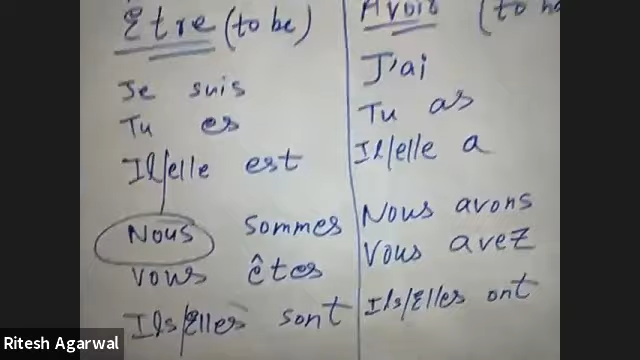 Être (to be)
Je suis
Tu es
Il/elle est
Nous sommes
Vous êtes
Ils/Elles sont
Avoir (to
J'ai
Tu as
Il/elle a
Nous avons
Vous avez
Ils/Elles ont
Ritesh Agarwal